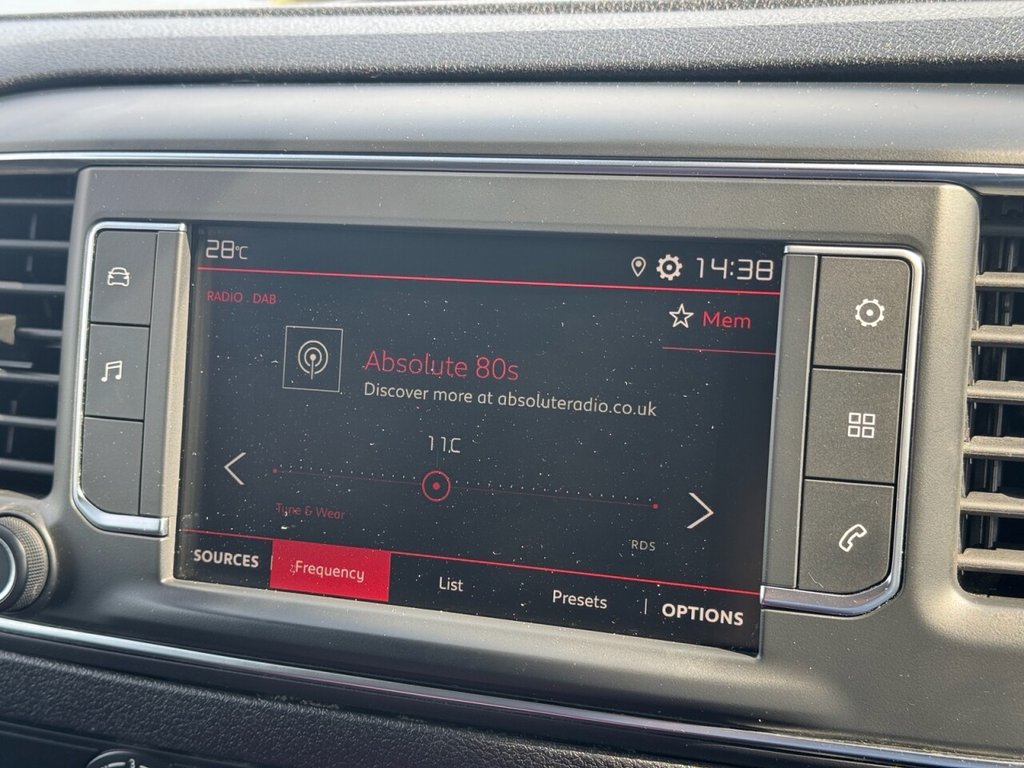 28°C
14:38
RADIO . DAB
Mem
Absolute 80s
Discover more at absoluteradio.co.uk
11C
Tyne & Wear
RDS
SOURCES
Frequency
List
Presets
OPTIONS